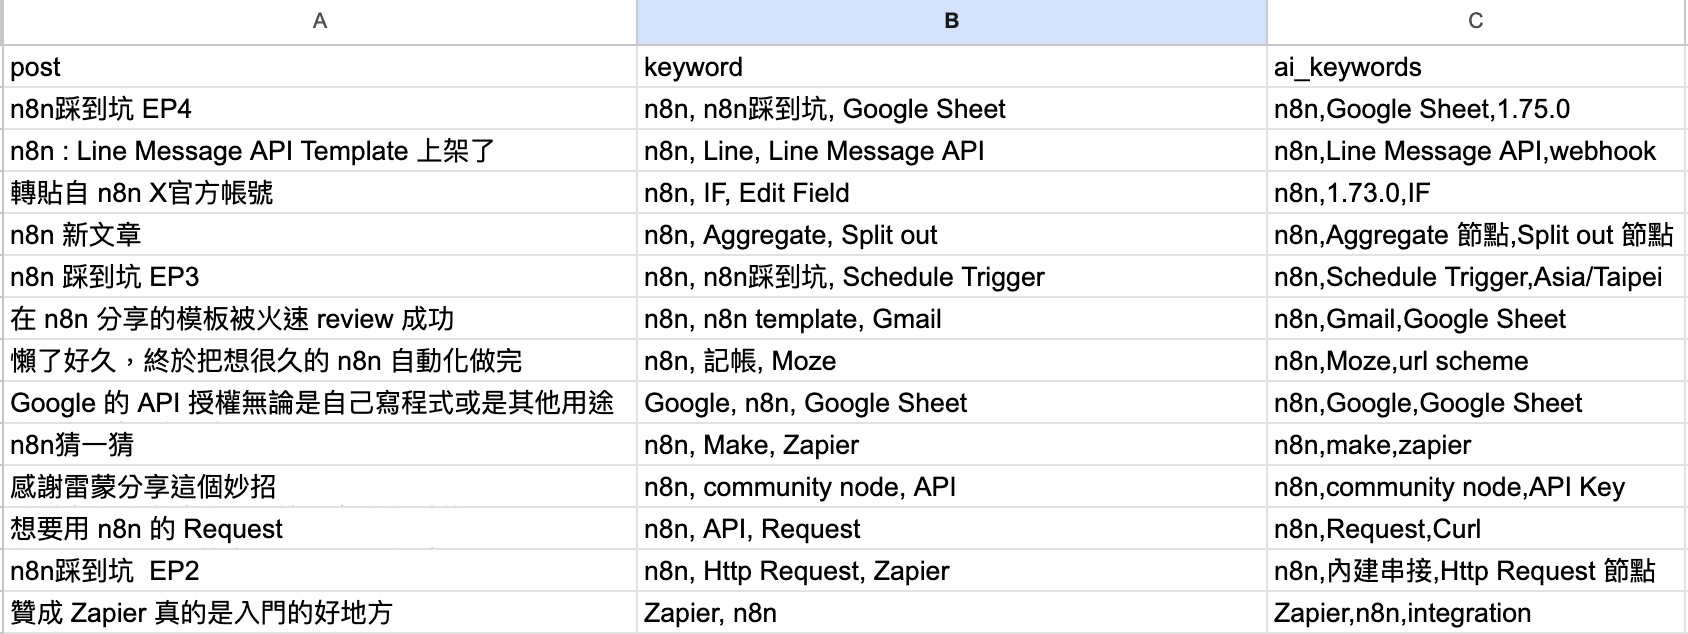 A B C
post keyword ai_keywords
n8n踩到坑 EP4 n8n, n8n踩到坑, Google Sheet n8n,Google Sheet,1.75.0
n8n : Line Message API Template 上架了 n8n, Line, Line Message API n8n,Line Message API,webhook
轉貼自 n8n X官方帳號 n8n, IF, Edit Field n8n,1.73.0,IF
n8n 新文章 n8n, Aggregate, Split out n8n,Aggregate 節點,Split out 節點
n8n 踩到坑 EP3 n8n, n8n踩到坑, Schedule Trigger n8n,Schedule Trigger,Asia/Taipei
在 n8n 分享的模板被火速 review 成功 n8n, n8n template, Gmail n8n,Gmail,Google Sheet
懶了好久，終於把想很久的 n8n 自動化做完 n8n, 記帳, Moze n8n,Moze,url scheme
Google 的 API 授權無論是自己寫程式或是其他用途 Google, n8n, Google Sheet n8n,Google,Google Sheet
n8n猜一猜 n8n, Make, Zapier n8n,make,zapier
感謝雷蒙分享這個妙招 n8n, community node, API n8n,community node,API Key
想要用 n8n 的 Request n8n, API, Request n8n,Request,Curl
n8n踩到坑  EP2 n8n, Http Request, Zapier n8n,內建串接,Http Request 節點
贊成 Zapier 真的是入門的好地方 Zapier, n8n Zapier,n8n,integration